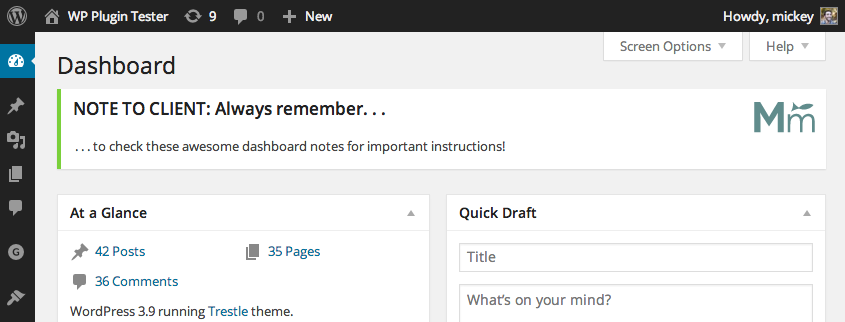 WP Plugin Tester 9 0 New Howdy, mickey
Screen Options Help
Dashboard
NOTE TO CLIENT: Always remember. . .
Mm
. . . to check these awesome dashboard notes for important instructions!
At a Glance
42 Posts 35 Pages
36 Comments
WordPress 3.9 running Trestle theme.
Quick Draft
Title
What's on your mind?
G